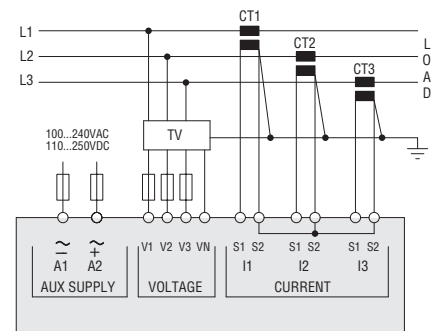 CT1
L1
L
CT2
L2
O
CT3
L3
A
D
100...240VAC
110...250VDC
TV
V1 V2 V3 VN S1 S2 S1 S2 S1 S2
A1 A2 I1 I2 I3
AUX SUPPLY VOLTAGE CURRENT